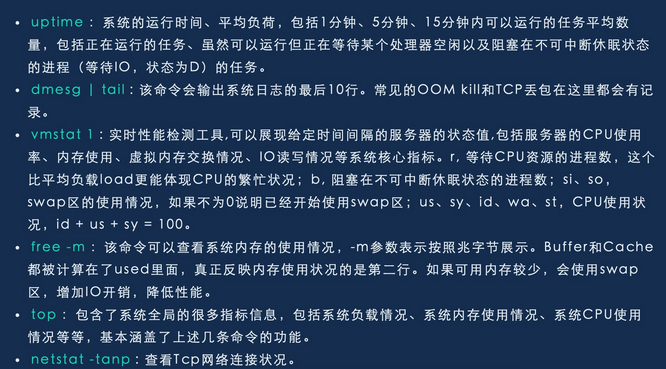 • uptime： 系统的运行时间、平均负荷，包括1分钟、5分钟、15分钟内可以运行的任务平均数
量，包括正在运行的任务、虽然可以运行但正在等待某个处理器空闲以及阻塞在不可中断休眠状态
的进程（等待IO，状态为D）的任务。
• dmesg | tail：该命令会输出系统日志的最后10行。常见的OOM kill和TCP丢包在这里都会有记
录。
• vmstat 1：实时性能检测工具,可以展现给定时间间隔的服务器的状态值,包括服务器的CPU使用
率、内存使用、虚拟内存交换情况、IO读写情况等系统核心指标。r, 等待CPU资源的进程数，这个
比平均负载load更能体现CPU的繁忙状况；b, 阻塞在不可中断休眠状态的进程数；si、so,
swap区的使用情况，如果不为0说明已经开始使用swap区；us、sy、id、wa、st，CPU使用状
况，id + us + sy = 100。
• free -m： 该命令可以查看系统内存的使用情况，-m参数表示按照兆字节展示。Buffer和Cache
都被计算在了used里面，真正反映内存使用状况的是第二行。如果可用内存较少，会使用swap
区，增加IO开销，降低性能。
• top： 包含了系统全局的很多指标信息，包括系统负载情况、系统内存使用情况、系统CPU使用
情况等等，基本涵盖了上述几条命令的功能。
• netstat -tanp：查看Tcp网络连接状况。